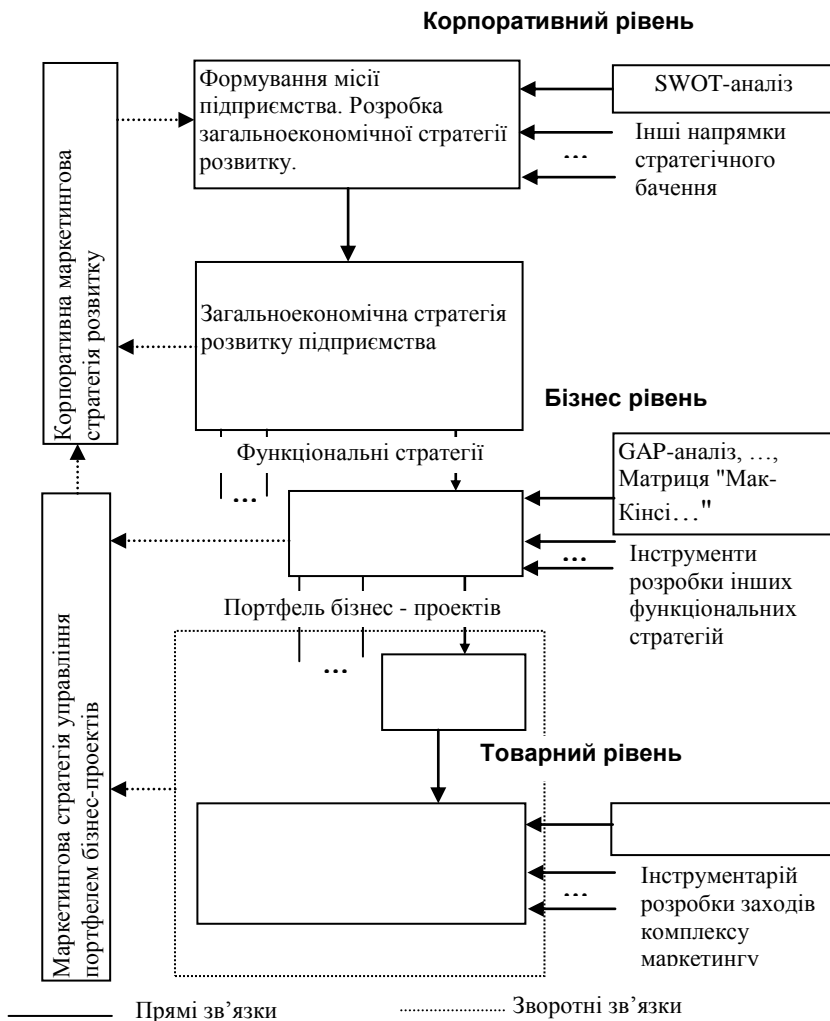 Корпоративний рівень
Формування місії
підприємства. Розробка
загальноекономічної стратегії
розвитку.
SWOT-аналіз
...
Інші напрямки
стратегічного
бачення
Корпоративна маркетингова
стратегія розвитку
Загальноекономічна стратегія
розвитку підприємства
Бізнес рівень
Функціональні стратегії
...
GAP-аналіз, …,
Матриця "Мак-
Кінсі…"
...
Інструменти
розробки інших
функціональних
стратегій
Портфель бізнес - проектів
...
Маркетингова стратегія управління
портфелем бізнес-проектів
Товарний рівень
...
Інструментарій
розробки заходів
комплексу
маркетингу
Прямі зв’язки
Зворотні зв’язки